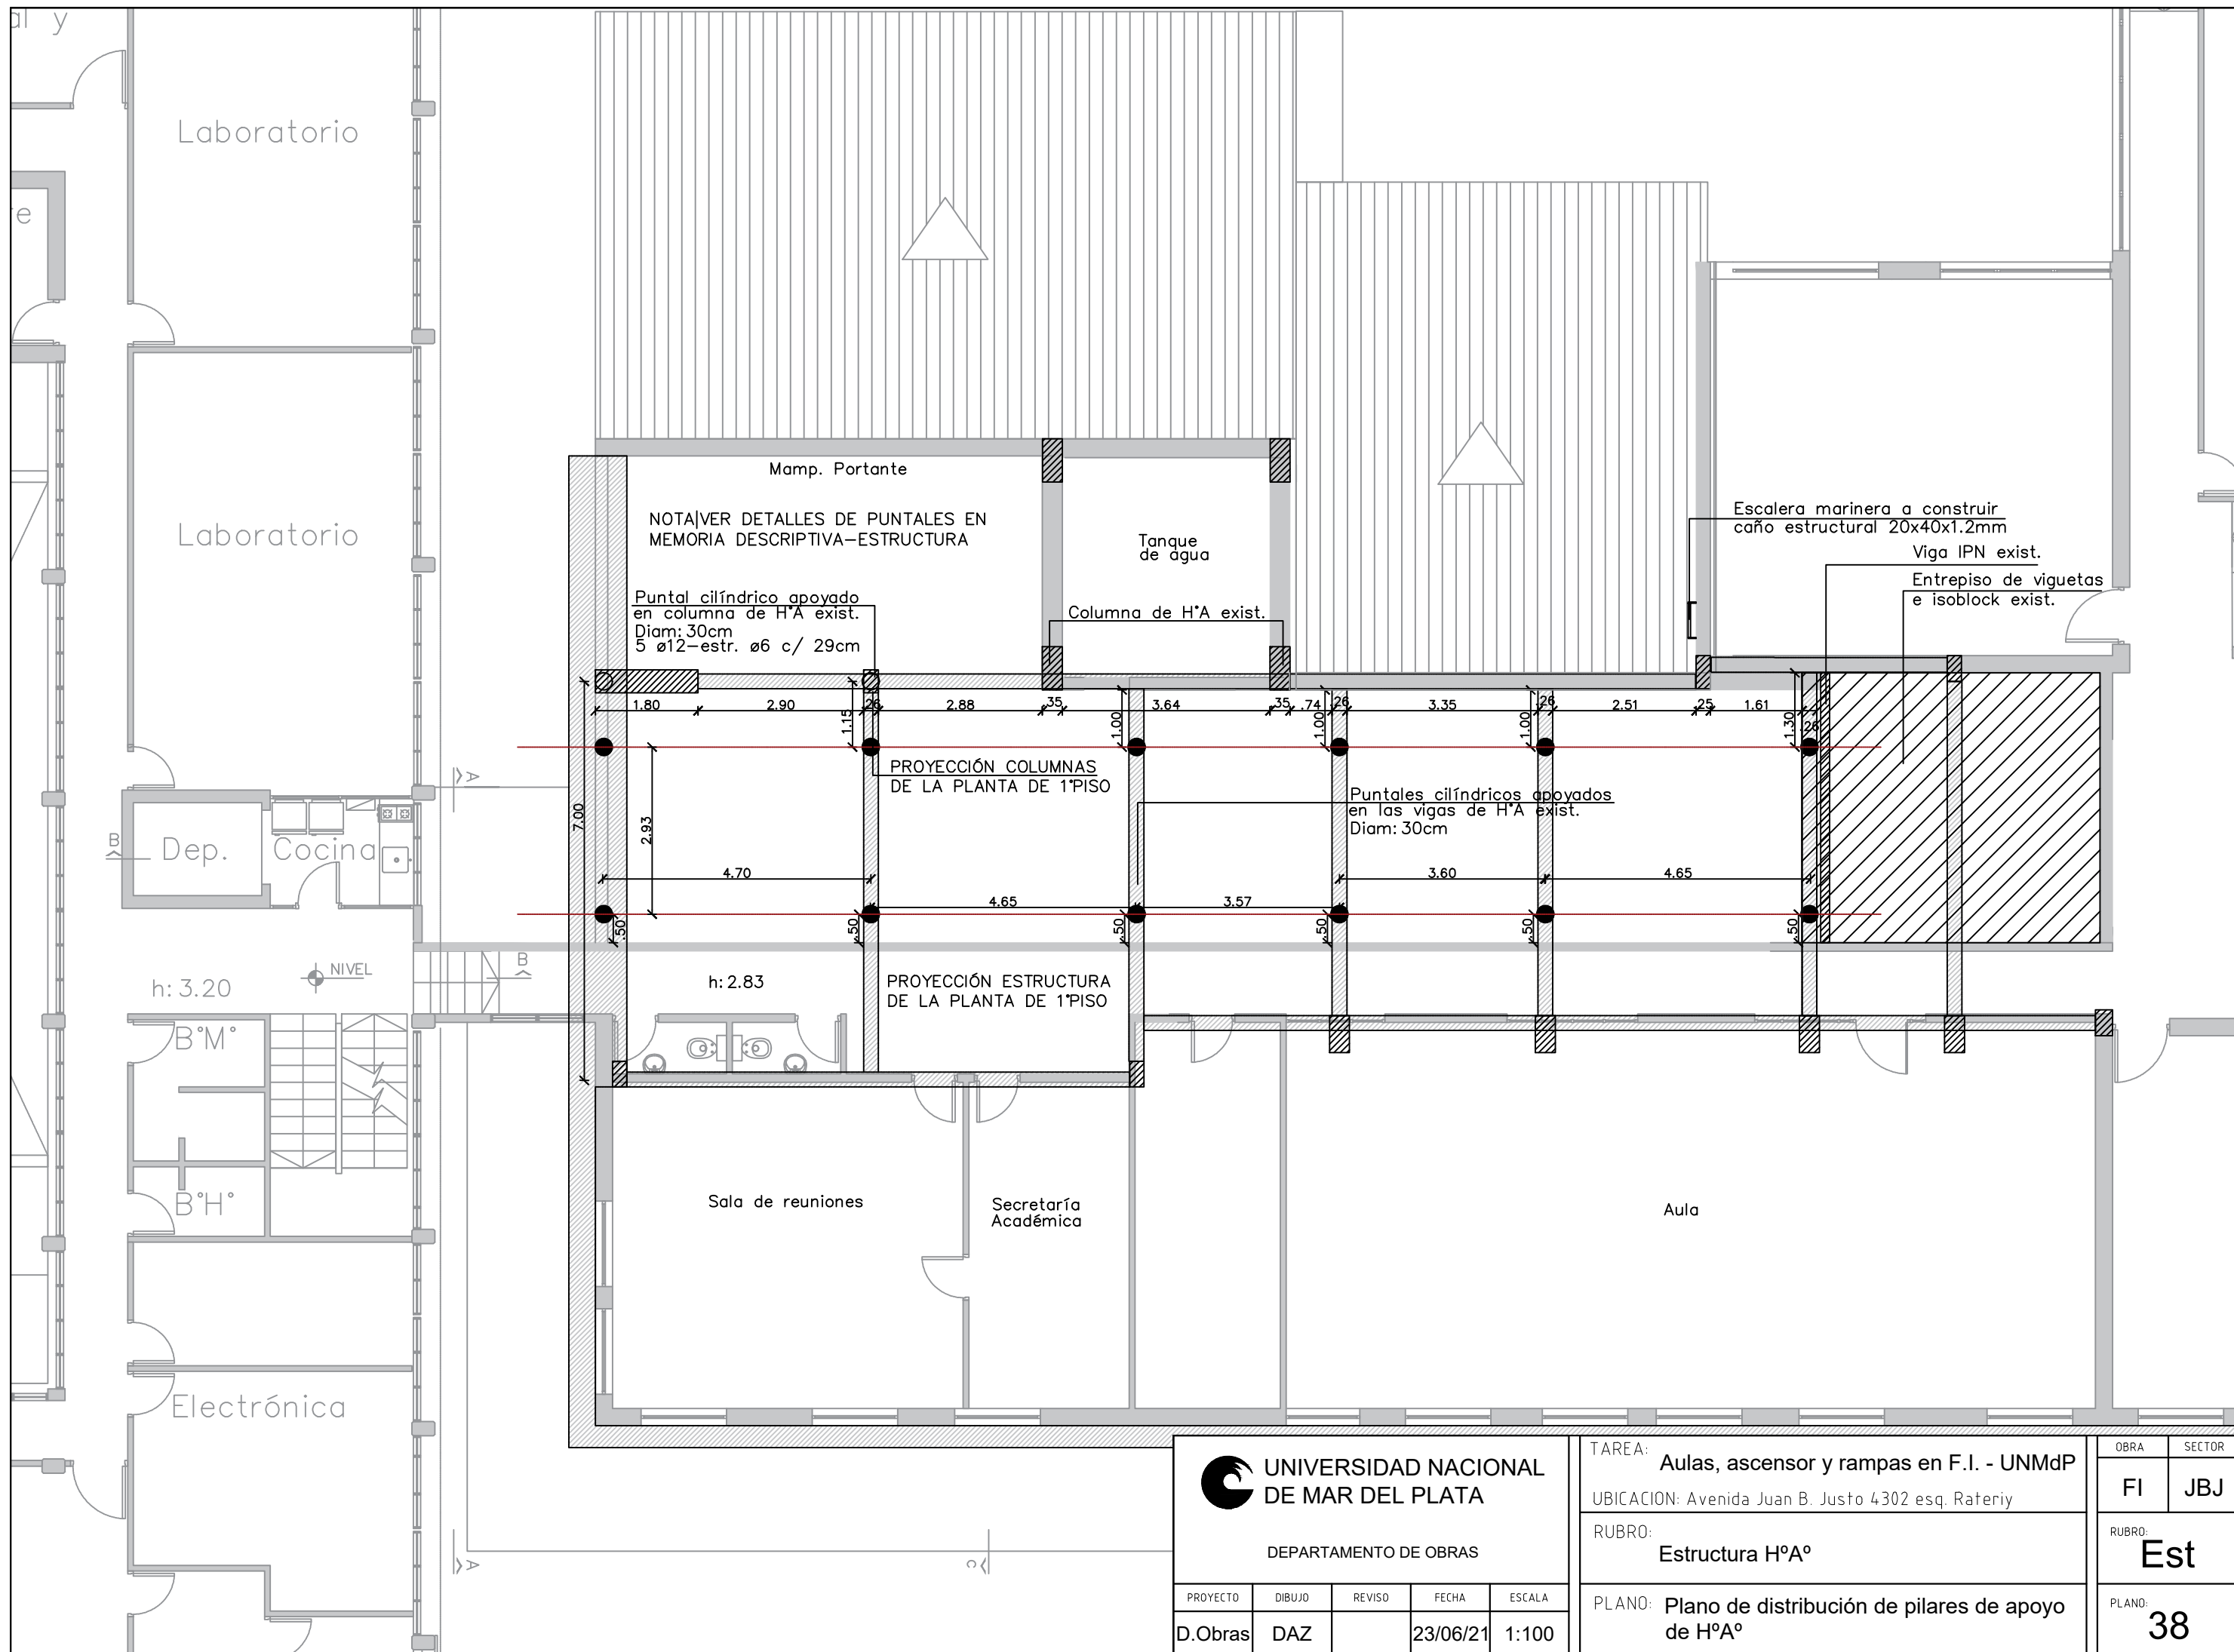 al y
Laboratorio
e
Laboratorio
Mamp. Portante
NOTA|VER DETALLES DE PUNTALES EN
MEMORIA DESCRIPTIVA-ESTRUCTURA
Tanque
de agua
Escalera marinera a construir
caño estructural 20x40x1.2mm
Viga IPN exist.
Entrepiso de viguetas
e isoblock exist.
Puntal cilíndrico apoyado
en columna de H°A exist.
Diam: 30cm
5 ø12-estr. ø6 c/ 29cm
Columna de H°A exist.
1.80
2.90
.26
2.88
.35
3.64
.35
.74
.26
3.35
.26
2.51
.25
1.61
.26
1.15
1.00
1.00
1.00
1.30
PROYECCIÓN COLUMNAS
DE LA PLANTA DE 1°PISO
Puntales cilíndricos apoyados
en las vigas de H°A exist.
Diam: 30cm
7.00
2.93
4.70
4.65
3.57
3.60
4.65
.50
.50
.50
.50
.50
.50
A
B
Dep.
Cocina
h: 3.20
NIVEL
B
h: 2.83
PROYECCIÓN ESTRUCTURA
DE LA PLANTA DE 1°PISO
B°M°
B°H°
Sala de reuniones
Secretaría
Académica
Aula
Electrónica
A
C
UNIVERSIDAD NACIONAL
DE MAR DEL PLATA
DEPARTAMENTO DE OBRAS
PROYECTO
DIBUJO
REVISO
FECHA
ESCALA
D.Obras
DAZ
23/06/21
1:100
TAREA: Aulas, ascensor y rampas en F.I. - UNMdP
UBICACION: Avenida Juan B. Justo 4302 esq. Rateriy
RUBRO:
Estructura HºAº
PLANO: Plano de distribución de pilares de apoyo
de HºAº
OBRA
SECTOR
FI
JBJ
RUBRO:
Est
PLANO:
38